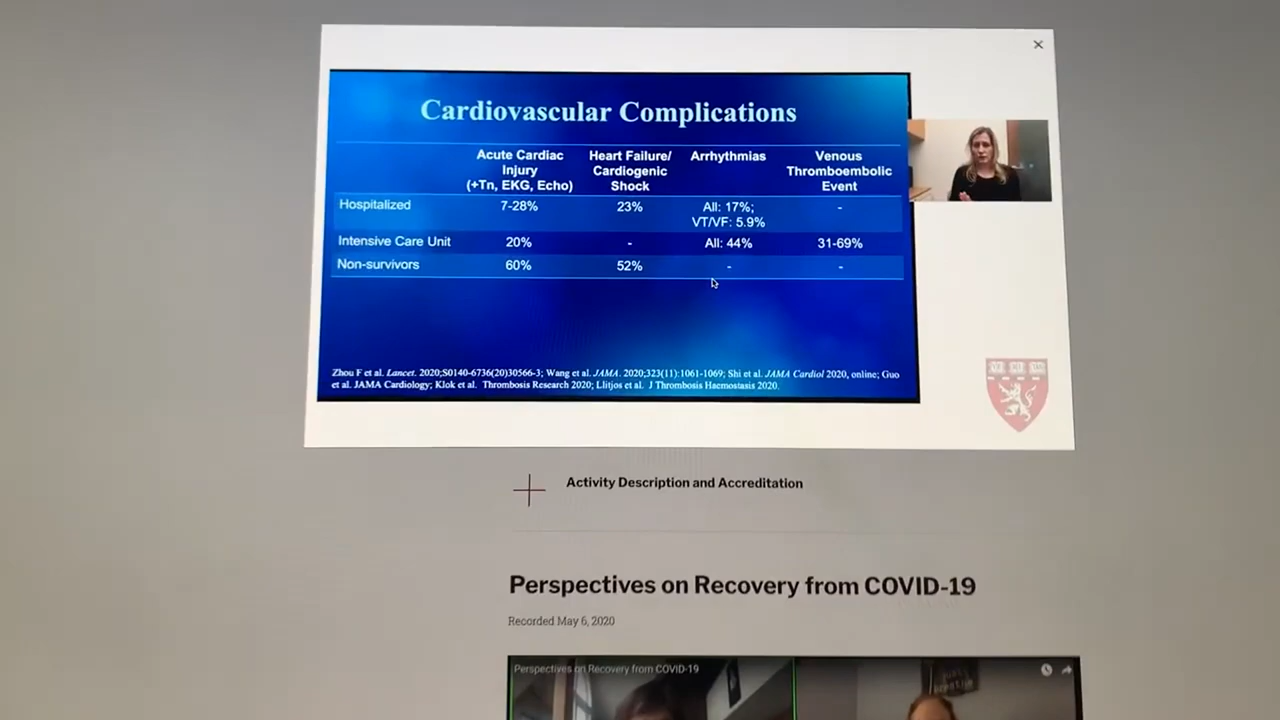 Cardiovascular Complications
Acute Cardiac Injury (+Tn, EKG, Echo)
Heart Failure/ Cardiogenic Shock
Arrhythmias
Venous Thromboembolic Event
Hospitalized
7-28%
23%
All: 17%;
VT/VF: 5.9%
-
Intensive Care Unit
20%
-
All: 44%
31-69%
Non-survivors
60%
52%
-
-
Zhou F et al. Lancet. 2020;S0140-6736(20)30566-3; Wang et al. JAMA. 2020;323(11):1061-1069; Shi et al. JAMA Cardiol 2020, online; Guo
et al. JAMA Cardiology; Klok et al. Thrombosis Research 2020; Llitjos et al. J Thrombosis Haemostasis 2020.
Activity Description and Accreditation
Perspectives on Recovery from COVID-19
Recorded May 6, 2020
Perspectives on Recovery from COVID-19